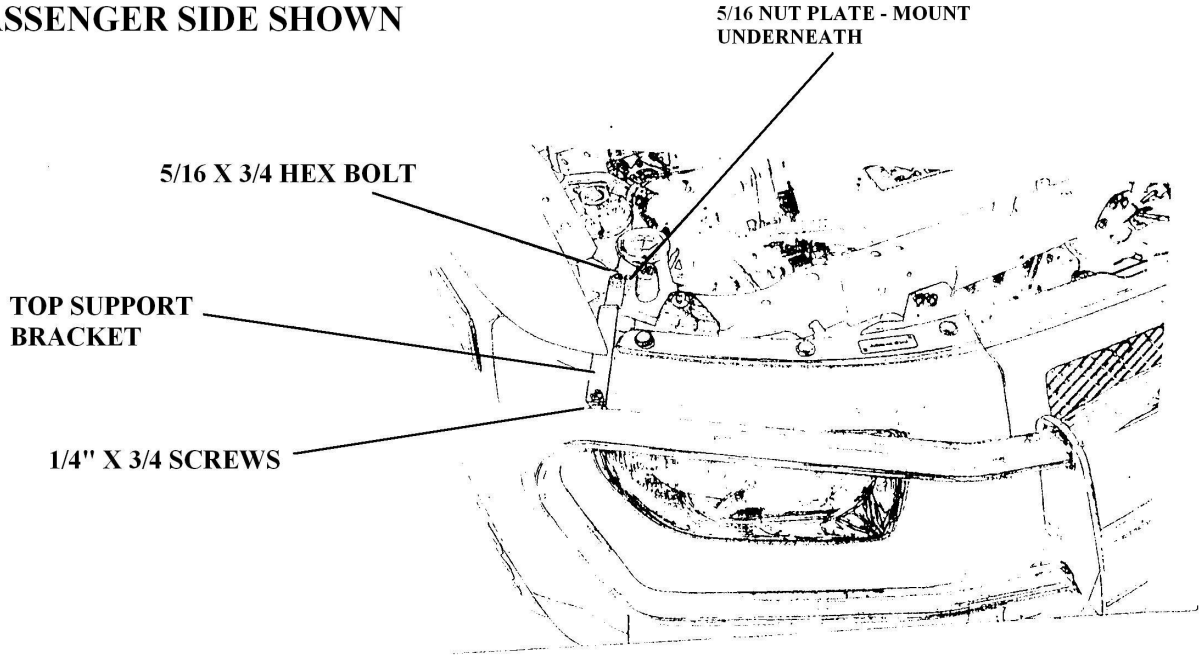 ASSENGER SIDE SHOWN
5/16 NUT PLATE - MOUNT
UNDERNEATH
5/16 X 3/4 HEX BOLT
TOP SUPPORT
BRACKET
1/4" X 3/4 SCREWS